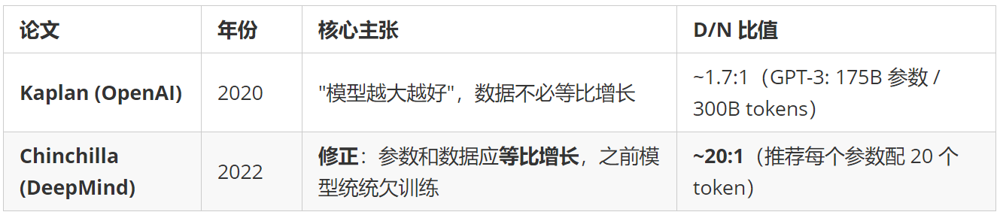 论文 年份 核心主张 D/N 比值
Kaplan (OpenAI) 2020 "模型越大越好"，数据不必等比增长 ~1.7:1（GPT-3: 175B 参数 /
300B tokens）
Chinchilla
(DeepMind) 2022 修正：参数和数据应等比增长，之前模
型统统欠训练 ~20:1（推荐每个参数配 20 个
token）